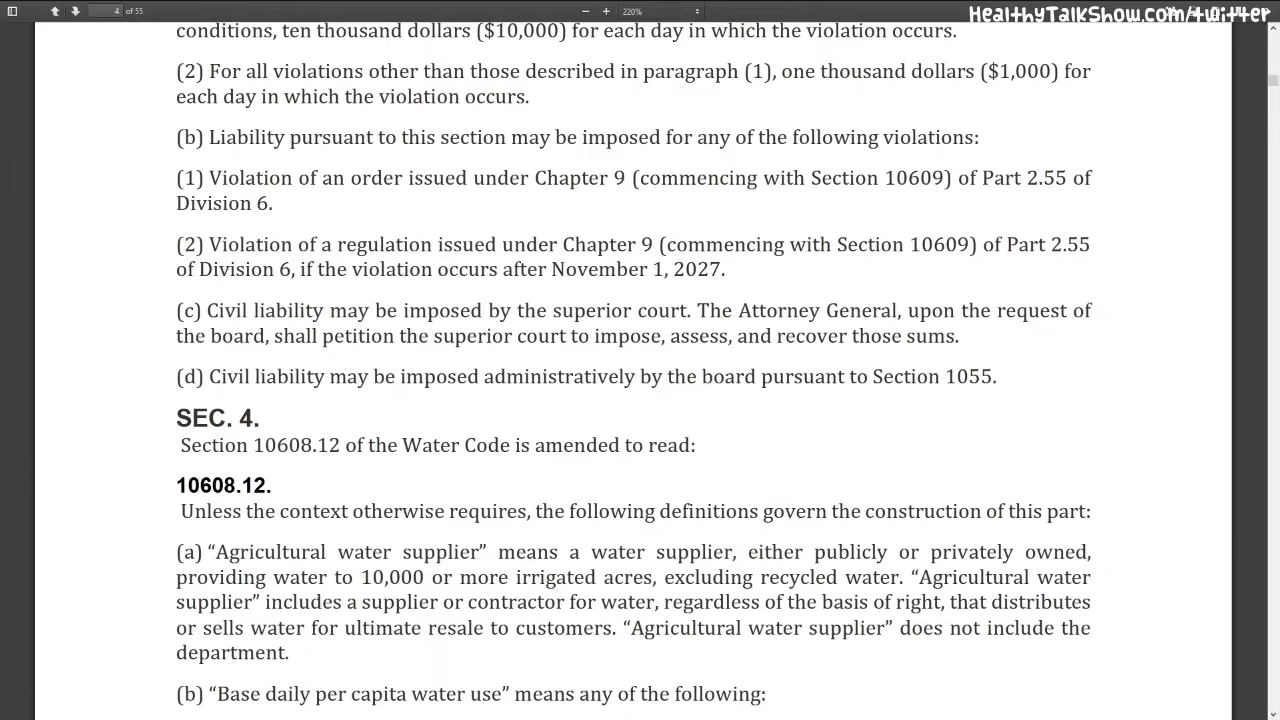 4 of 55
220%
HealthyTalkShow.com/twitter
conditions, ten thousand dollars ($10,000) for each day in which the violation occurs.
(2) For all violations other than those described in paragraph (1), one thousand dollars ($1,000) for
each day in which the violation occurs.
(b) Liability pursuant to this section may be imposed for any of the following violations:
(1) Violation of an order issued under Chapter 9 (commencing with Section 10609) of Part 2.55 of
Division 6.
(2) Violation of a regulation issued under Chapter 9 (commencing with Section 10609) of Part 2.55
of Division 6, if the violation occurs after November 1, 2027.
(c) Civil liability may be imposed by the superior court. The Attorney General, upon the request of
the board, shall petition the superior court to impose, assess, and recover those sums.
(d) Civil liability may be imposed administratively by the board pursuant to Section 1055.
SEC. 4.
Section 10608.12 of the Water Code is amended to read:
10608.12.
Unless the context otherwise requires, the following definitions govern the construction of this part:
(a) “Agricultural water supplier” means a water supplier, either publicly or privately owned,
providing water to 10,000 or more irrigated acres, excluding recycled water. “Agricultural water
supplier” includes a supplier or contractor for water, regardless of the basis of right, that distributes
or sells water for ultimate resale to customers. “Agricultural water supplier” does not include the
department.
(b) “Base daily per capita water use” means any of the following: